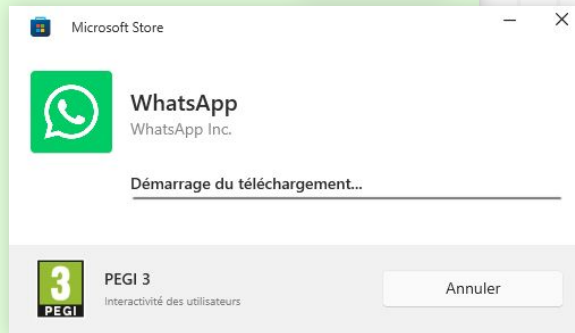 Microsoft Store
WhatsApp
WhatsApp Inc.
Démarrage du téléchargement...
3
PEGI
PEGI 3
Interactivité des utilisateurs
Annuler